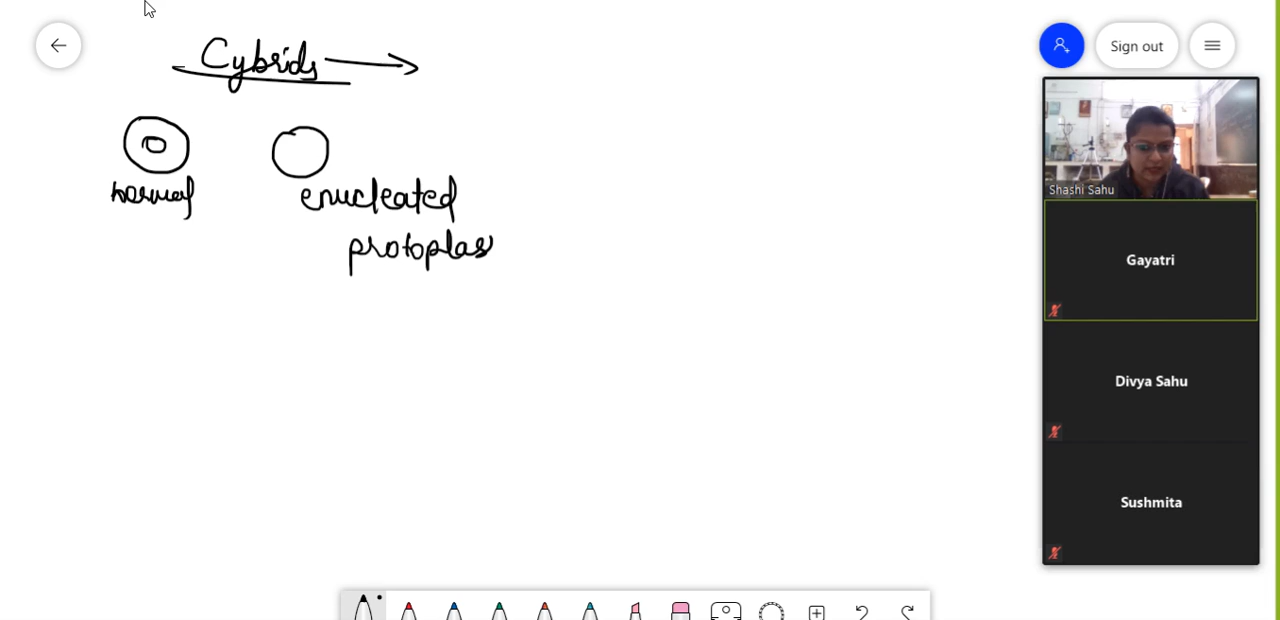 Cybrids
Sign out
normal
enucleated
protoplas
Shashi Sahu
Gayatri
Divya Sahu
Sushmita